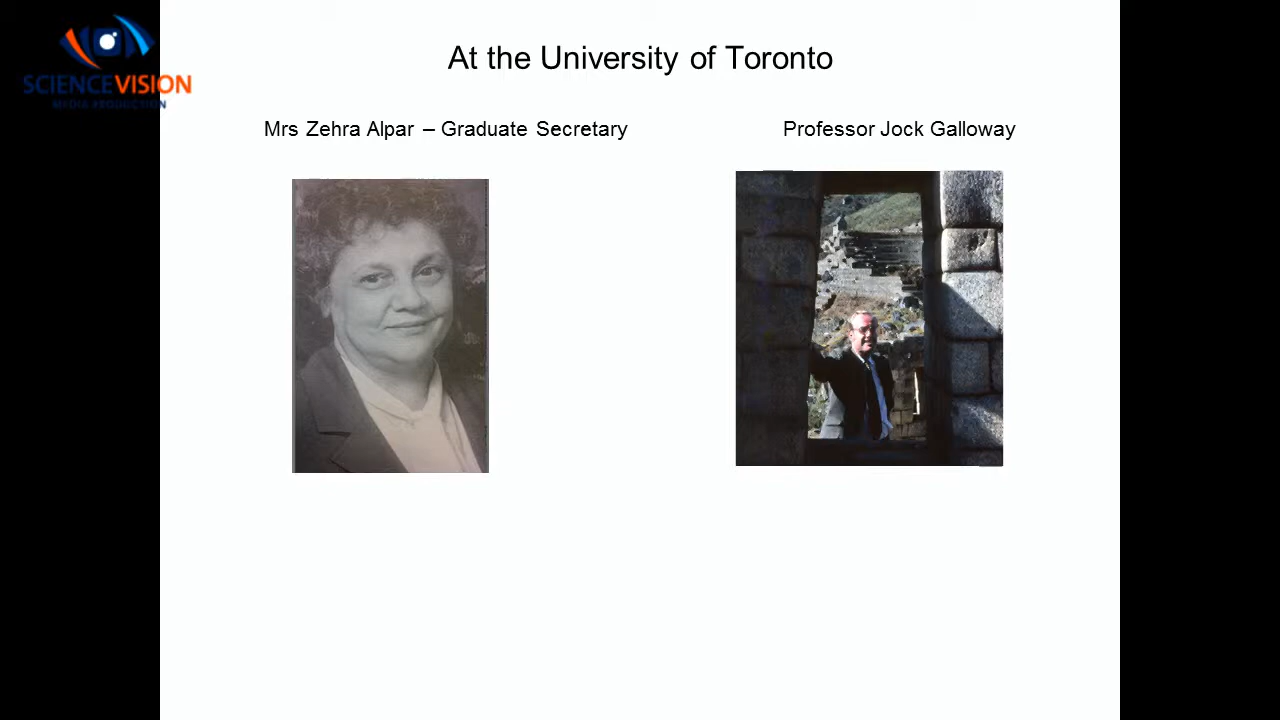 SCIENCEVISION
MEDIA PRODUCTION
At the University of Toronto
Mrs Zehra Alpar – Graduate Secretary
Professor Jock Galloway